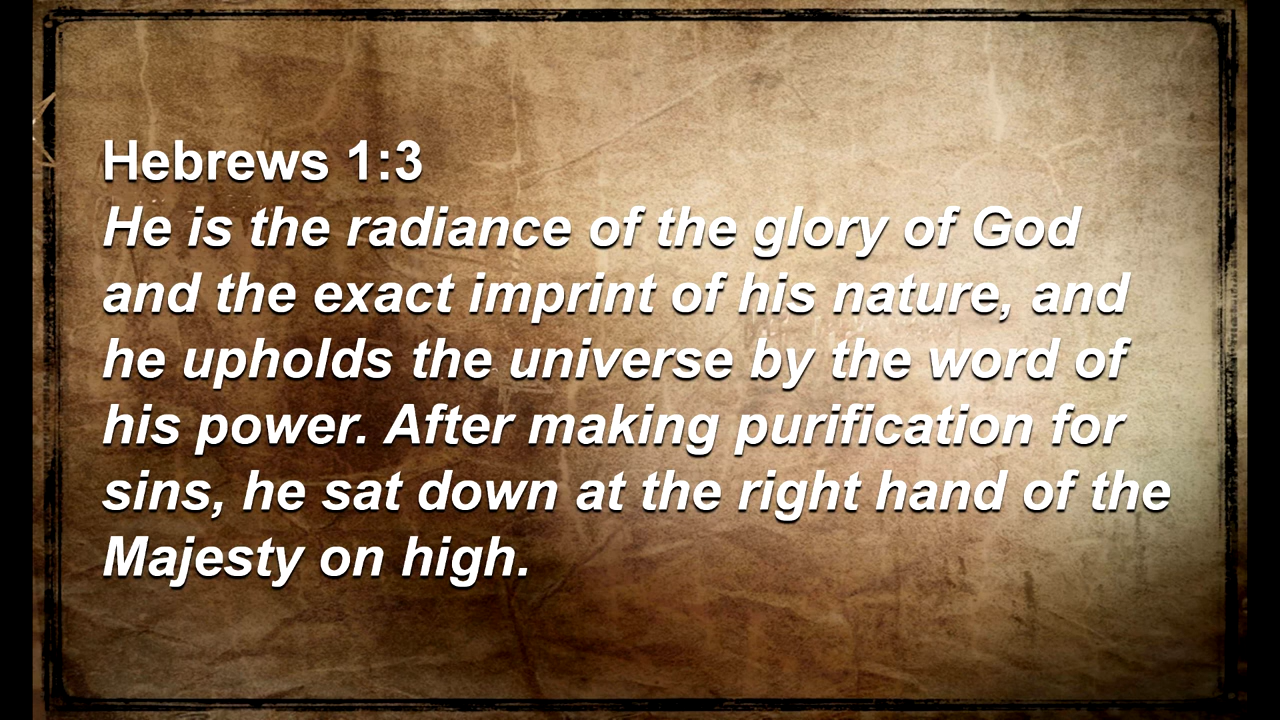 Hebrews 1:3
He is the radiance of the glory of God
and the exact imprint of his nature, and
he upholds the universe by the word of
his power. After making purification for
sins, he sat down at the right hand of the
Majesty on high.